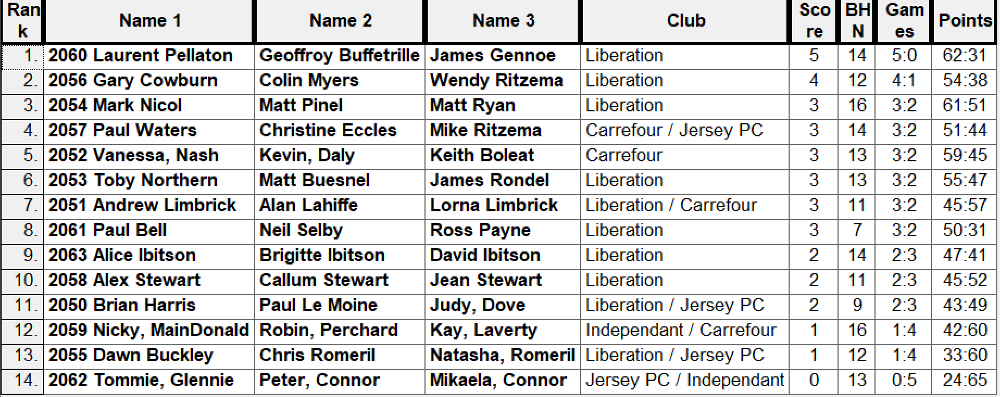 Rank Name 1 Name 2 Name 3 Club Score BHN Games Points
1. 2060 Laurent Pellaton Geoffroy Buffetrille James Gennoe Liberation 5 14 5:0 62:31
2. 2056 Gary Cowburn Colin Myers Wendy Ritzema Liberation 4 12 4:1 54:38
3. 2054 Mark Nicol Matt Pinel Matt Ryan Liberation 3 16 3:2 61:51
4. 2057 Paul Waters Christine Eccles Mike Ritzema Carrefour / Jersey PC 3 14 3:2 51:44
5. 2052 Vanessa, Nash Kevin, Daly Keith Boleat Carrefour 3 13 3:2 59:45
6. 2053 Toby Northern Matt Buesnel James Rondel Liberation 3 13 3:2 55:47
7. 2051 Andrew Limbrick Alan Lahiffe Lorna Limbrick Liberation / Carrefour 3 11 3:2 45:57
8. 2061 Paul Bell Neil Selby Ross Payne Liberation 3 7 3:2 50:31
9. 2063 Alice Ibitson Brigitte Ibitson David Ibitson Liberation 2 14 2:3 47:41
10. 2058 Alex Stewart Callum Stewart Jean Stewart Liberation 2 11 2:3 45:52
11. 2050 Brian Harris Paul Le Moine Judy, Dove Liberation / Jersey PC 2 9 2:3 43:49
12. 2059 Nicky, MainDonald Robin, Perchard Kay, Laverty Independant / Carrefour 1 16 1:4 42:60
13. 2055 Dawn Buckley Chris Romeril Natasha, Romeril Liberation / Jersey PC 1 12 1:4 33:60
14. 2062 Tommie, Glennie Peter, Connor Mikaela, Connor Jersey PC / Independant 0 13 0:5 24:65